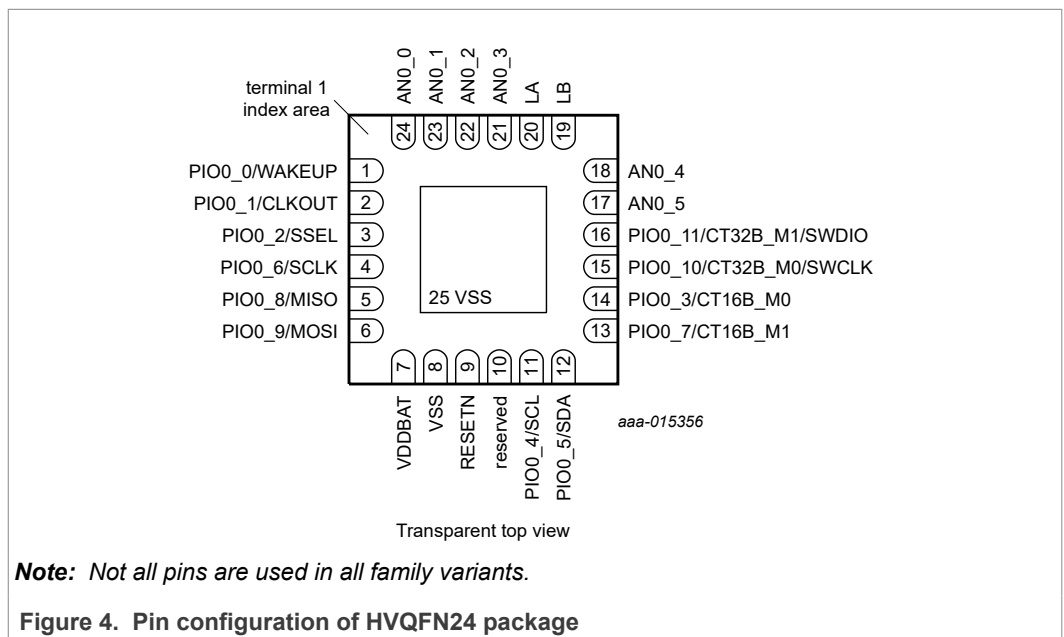 AN0_0
AN0_1
AN0_2
AN0_3
LA
LB
terminal 1
index area
24
23
22
21
20
19
PIO0_0/WAKEUP 1
PIO0_1/CLKOUT 2
PIO0_2/SSEL 3
PIO0_6/SCLK 4
PIO0_8/MISO 5
PIO0_9/MOSI 6
25 VSS
18 AN0_4
17 AN0_5
16 PIO0_11/CT32B_M1/SWDIO
15 PIO0_10/CT32B_M0/SWCLK
14 PIO0_3/CT16B_M0
13 PIO0_7/CT16B_M1
7
8
9
10
11
12
VDDBAT
VSS
RESETN
reserved
PIO0_4/SCL
PIO0_5/SDA
aaa-015356
Transparent top view
Note: Not all pins are used in all family variants.
Figure 4. Pin configuration of HVQFN24 package